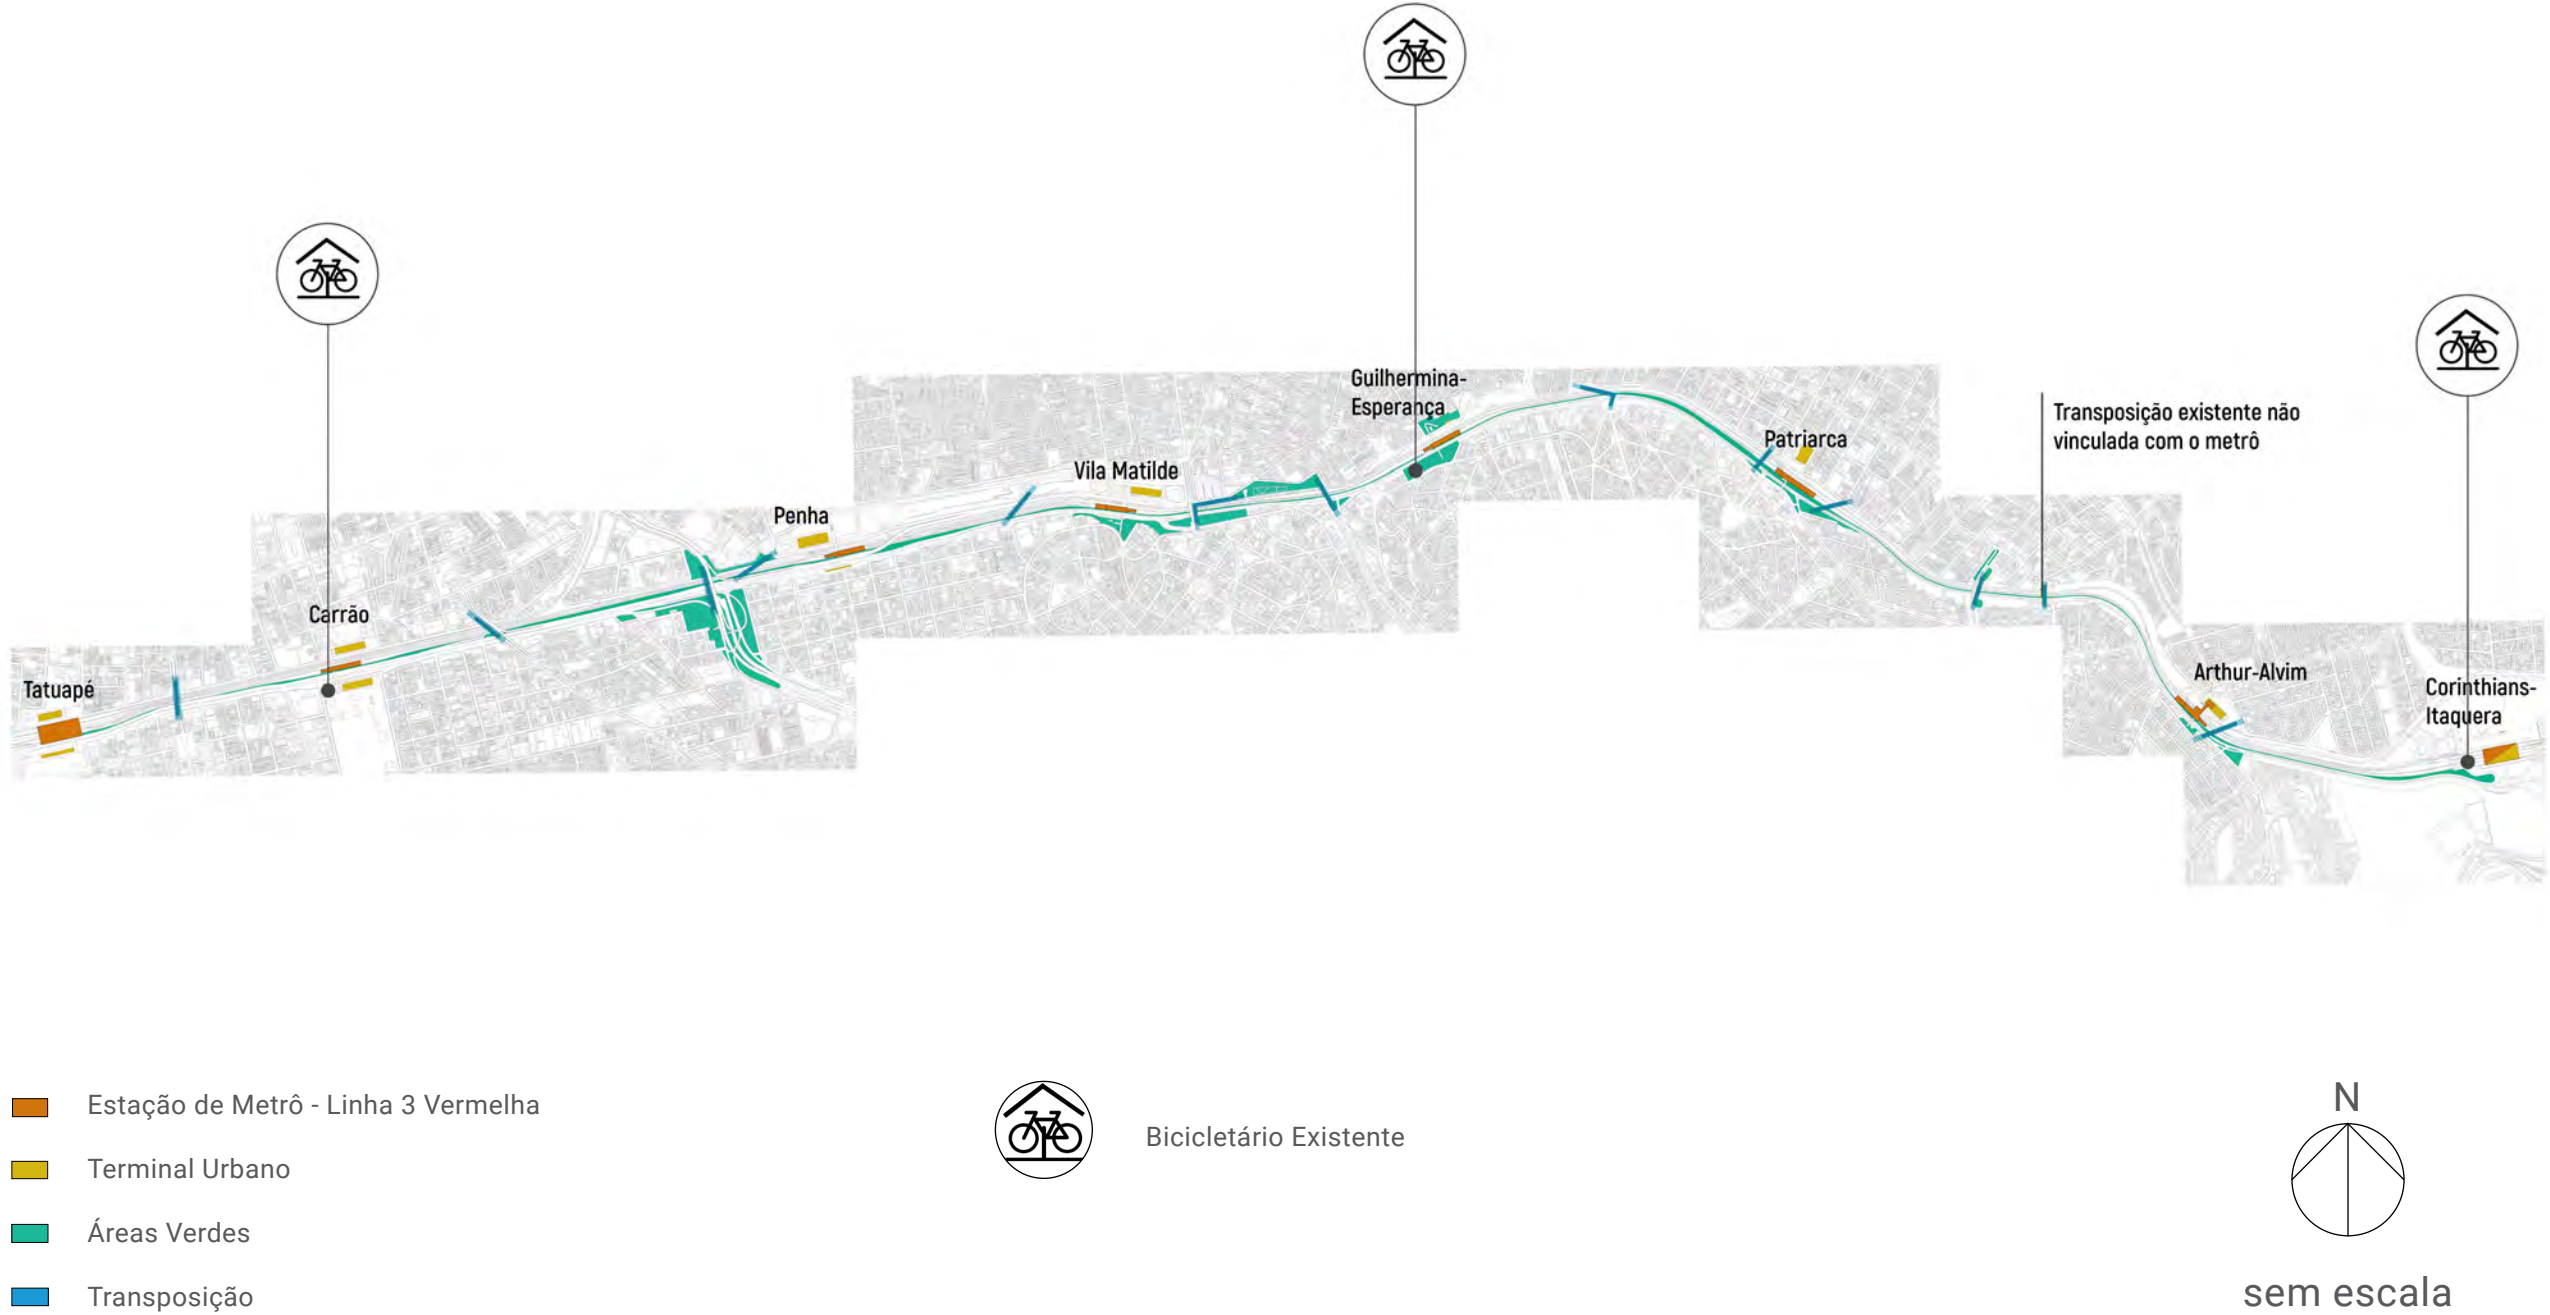 Guilhermina-
Esperança
Patriarca
Transposição existente não
vinculada com o metrô
Vila Matilde
Penha
Carrão
Tatuapé
Arthur-Alvim
Corinthians-
Itaquera
Estação de Metrô - Linha 3 Vermelha
Terminal Urbano
Áreas Verdes
Transposição
Bicicletário Existente
N
sem escala